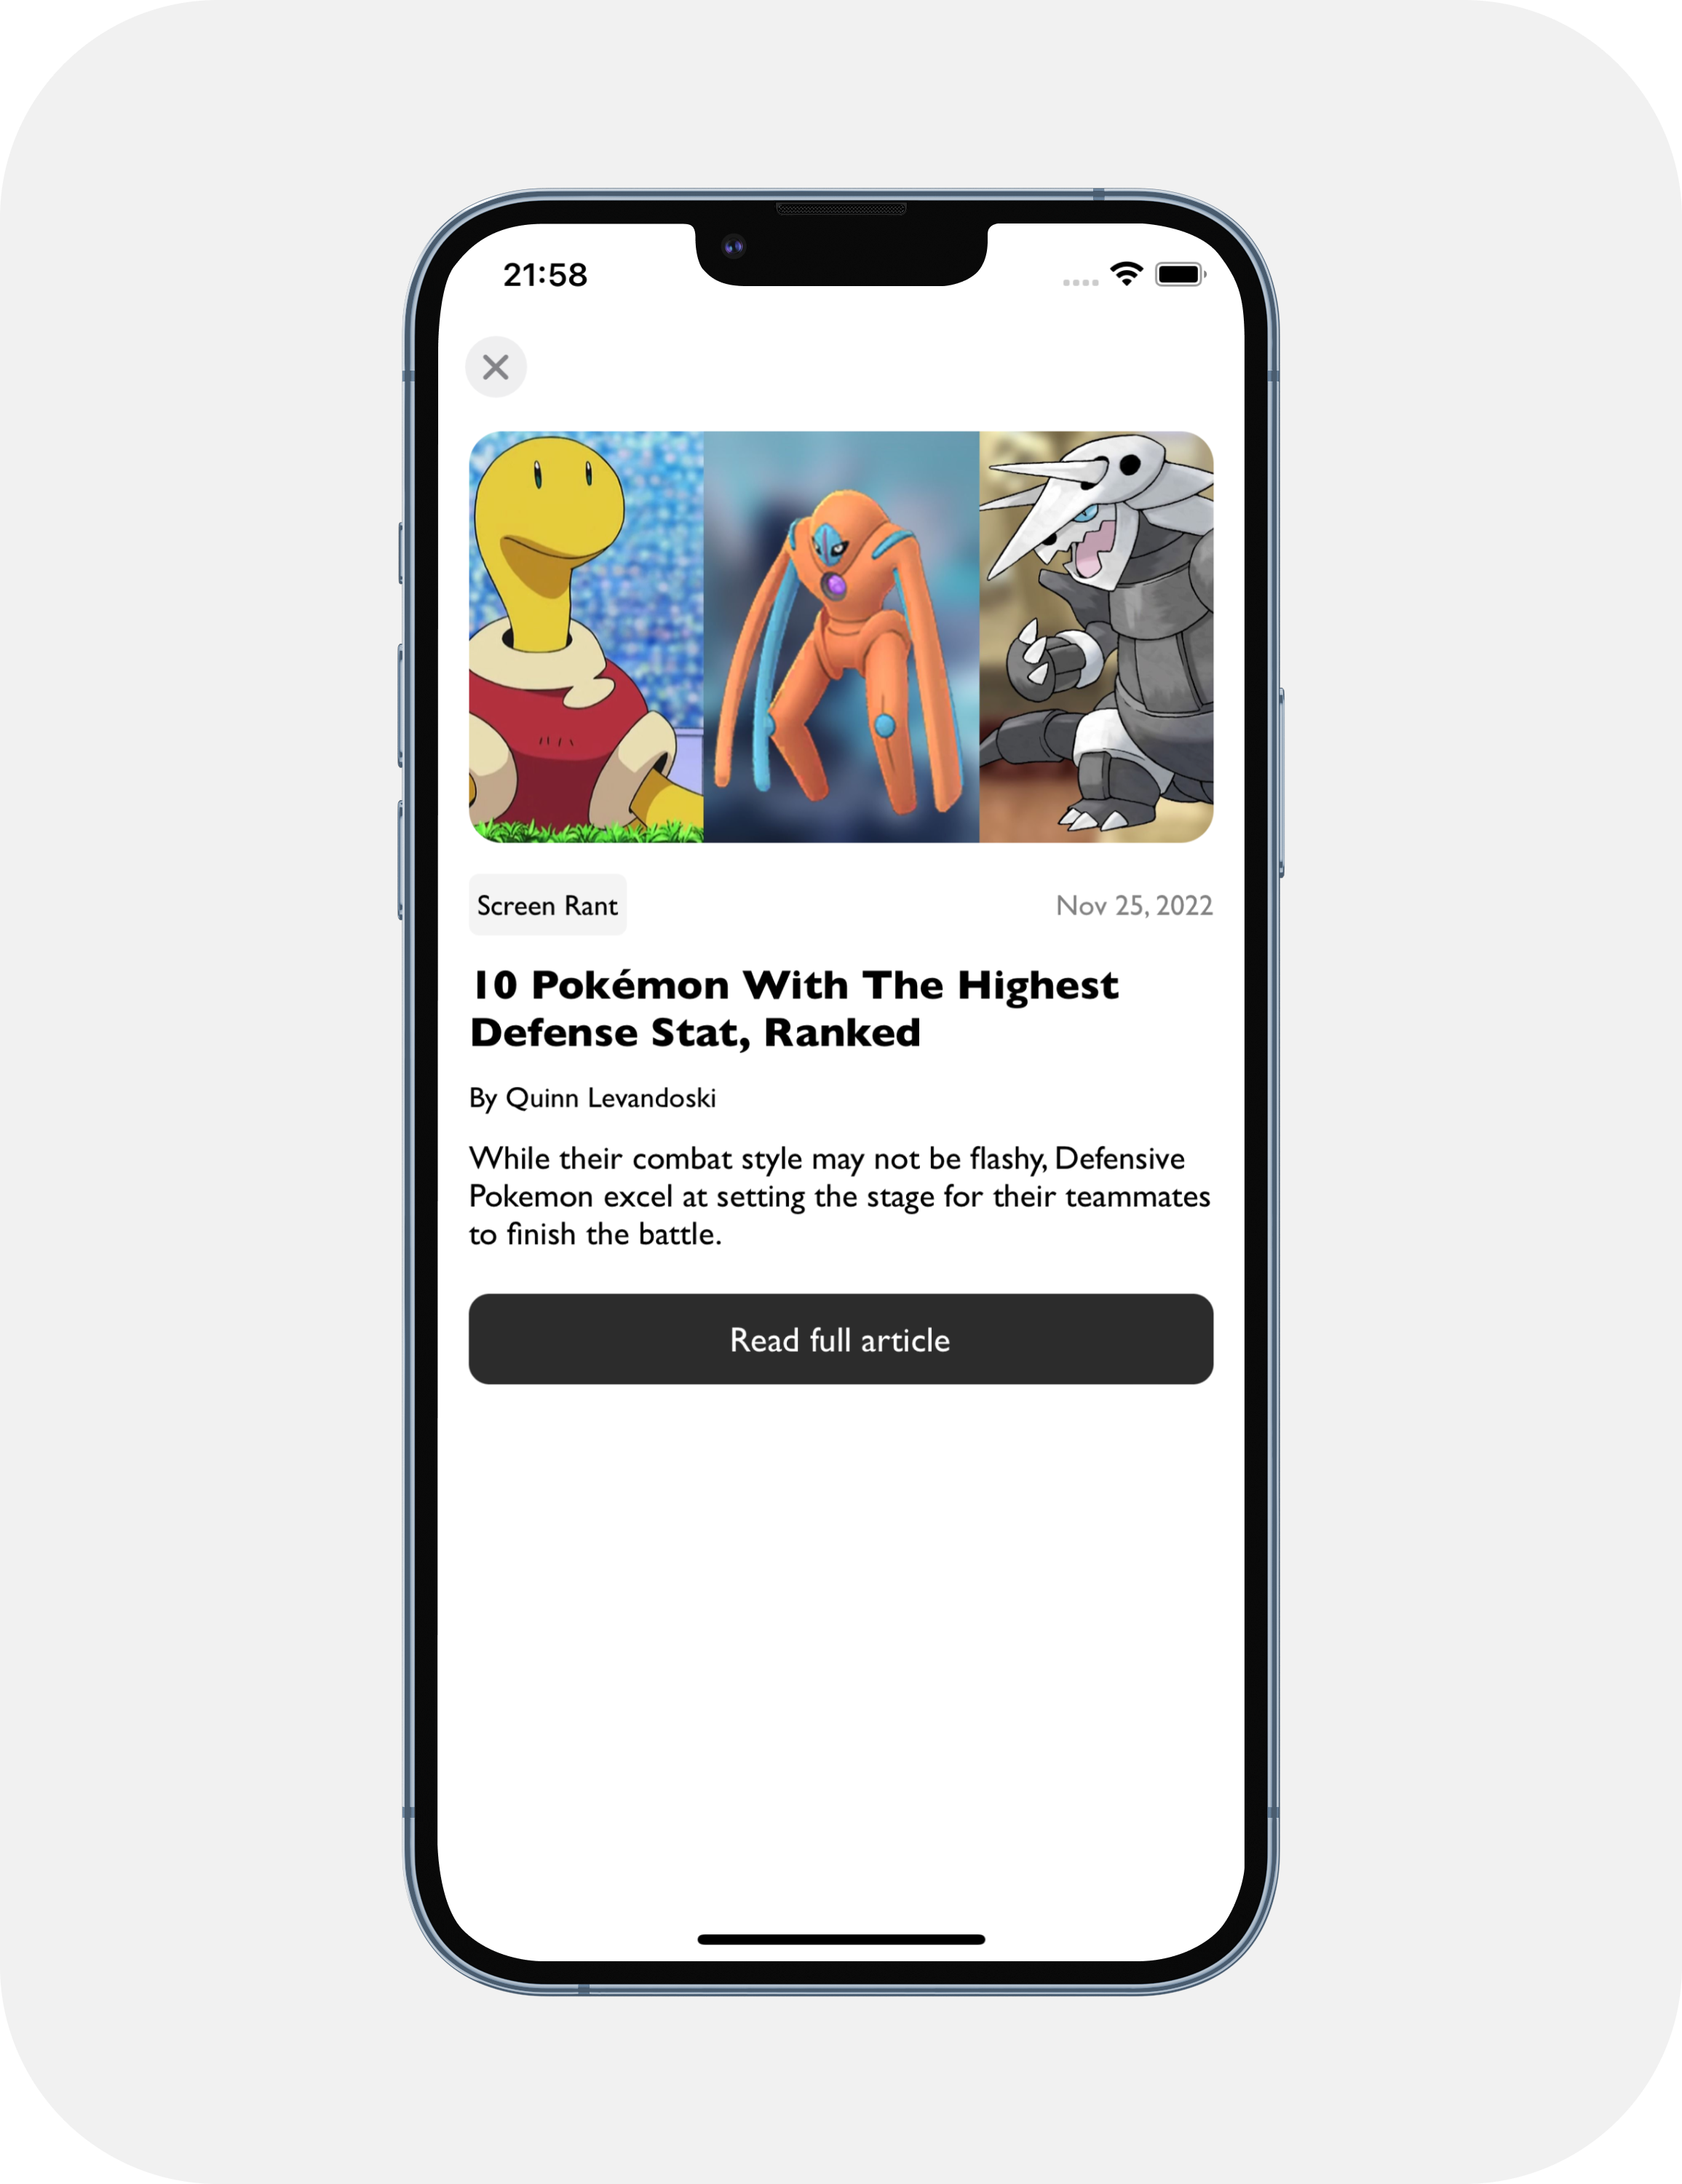 21:58
Screen Rant
Nov 25, 2022
10 Pokémon With The Highest
Defense Stat, Ranked
By Quinn Levandoski
While their combat style may not be flashy, Defensive
Pokemon excel at setting the stage for their teammates
to finish the battle.
Read full article